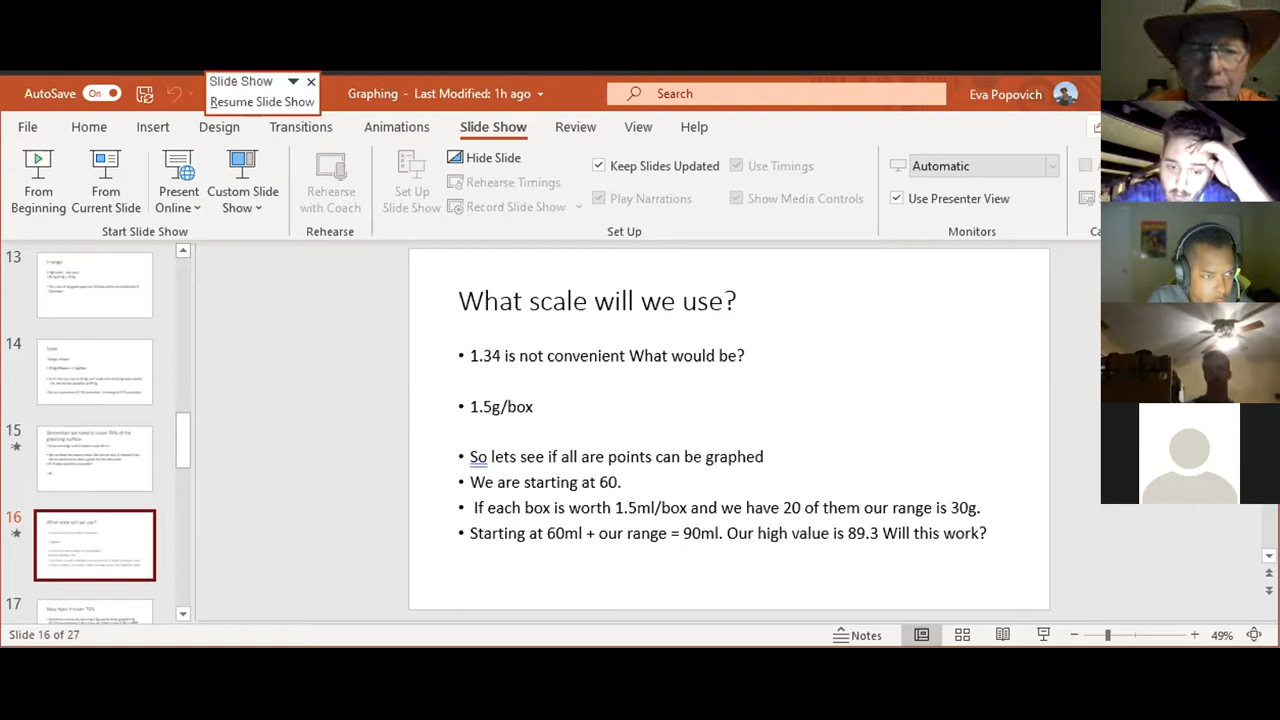 AutoSave On
Slide Show
Resume Slide Show
Graphing - Last Modified: 1h ago
Search
Eva Popovich
File Home Insert Design Transitions Animations Slide Show Review View Help
From Beginning
From Current Slide
Present Online
Custom Slide Show
Start Slide Show
Rehearse with Coach
Rehearse
Set Up Slide Show
Hide Slide
Rehearse Timings
Record Slide Show
Keep Slides Updated
Play Narrations
Use Timings
Show Media Controls
Set Up
Automatic
Use Presenter View
Monitors
13
14
15
16
What scale will we use?
17
What scale will we use?
• 1.34 is not convenient What would be?
• 1.5g/box
• So lets see if all are points can be graphed
• We are starting at 60.
• If each box is worth 1.5ml/box and we have 20 of them our range is 30g.
• Starting at 60ml + our range = 90ml. Our high value is 89.3 Will this work?
Slide 16 of 27
Notes
49%